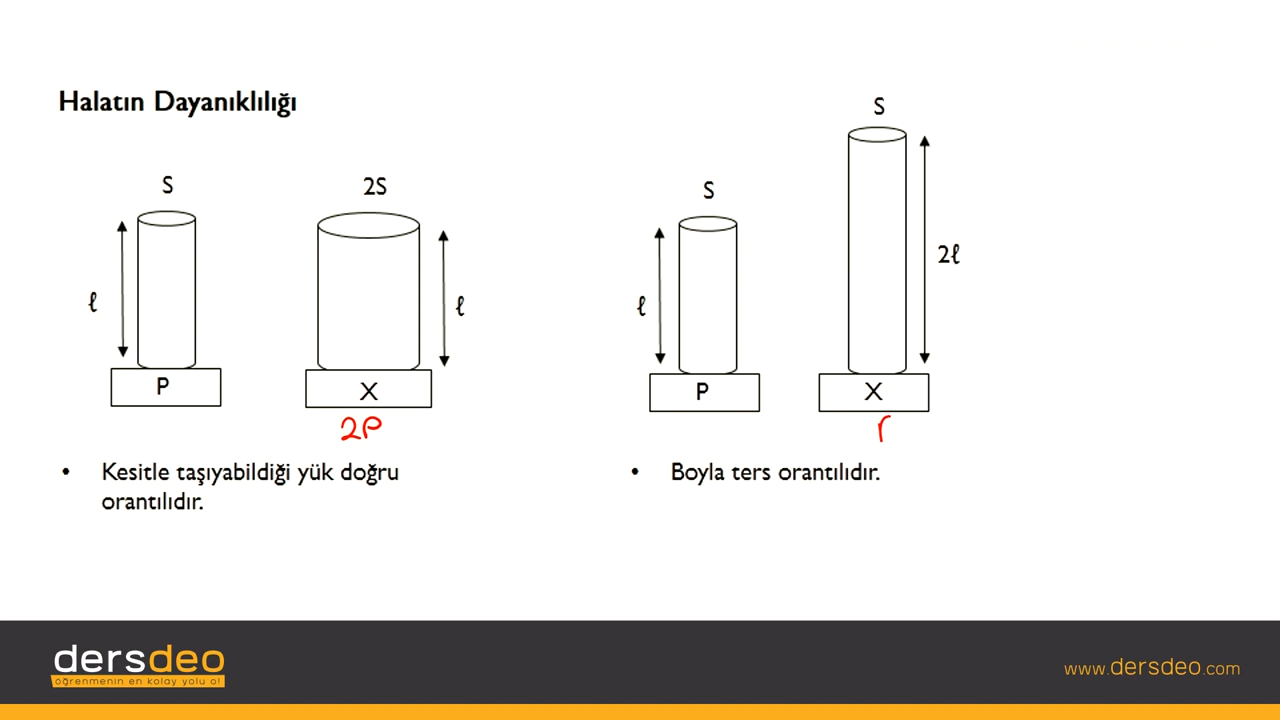 Halatın Dayanıklılığı
S
2S
ℓ
ℓ
P
X
2P
• Kesitle taşıyabildiği yük doğru
orantılıdır.
S
S
ℓ
2ℓ
P
X
• Boyla ters orantılıdır.
dersdeo
öğrenmenin en kolay yolu o!
www.dersdeo.com